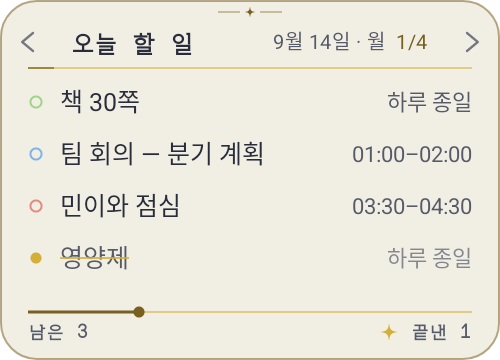 오늘 할 일 9월 14일 · 월 1/4
책 30쪽 하루 종일
팀 회의 — 분기 계획 01:00–02:00
민이와 점심 03:30–04:30
영양제 하루 종일
남은 3 끝낸 1